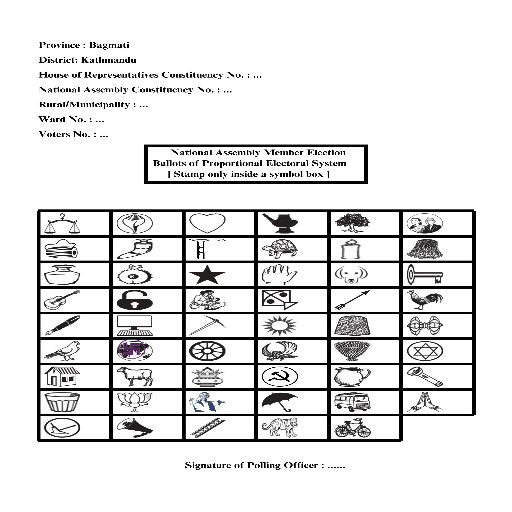 Province : Bagmati
District: Kathmandu
House of Representatives Constituency No. : ...
National Assembly Constituency No. : ...
Rural/Municipality : ...
Ward No. : ...
Voters No. : ...
National Assembly Member Election
Ballots of Proportional Electoral System
[ Stamp only inside a symbol box ]
Signature of Polling Officer : ......